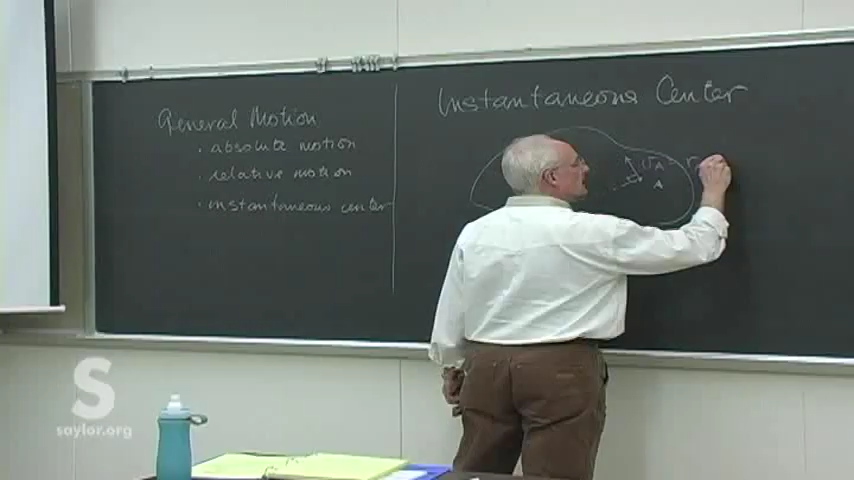 General Motion
· absolute motion
· relative motion
· instantaneous center
Instantaneous Center
A
S
saylor.org